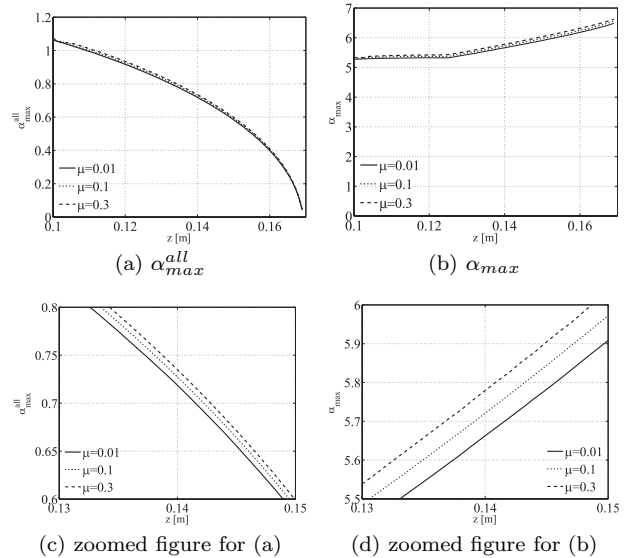 1.4
1.2
1
0.8
0.6
0.4
0.2
0
α^all_max
μ=0.01
μ=0.1
μ=0.3
0.1 0.12 0.14 0.16
z [m]
(a) α^all_max
7
6
5
4
3
2
1
0
α_max
μ=0.01
μ=0.1
μ=0.3
0.1 0.12 0.14 0.16
z [m]
(b) α_max
0.8
0.75
0.7
0.65
0.6
α^all_max
μ=0.01
μ=0.1
μ=0.3
0.13 0.14 0.15
z [m]
(c) zoomed figure for (a)
6
5.9
5.8
5.7
5.6
5.5
α_max
μ=0.01
μ=0.1
μ=0.3
0.13 0.14 0.15
z [m]
(d) zoomed figure for (b)